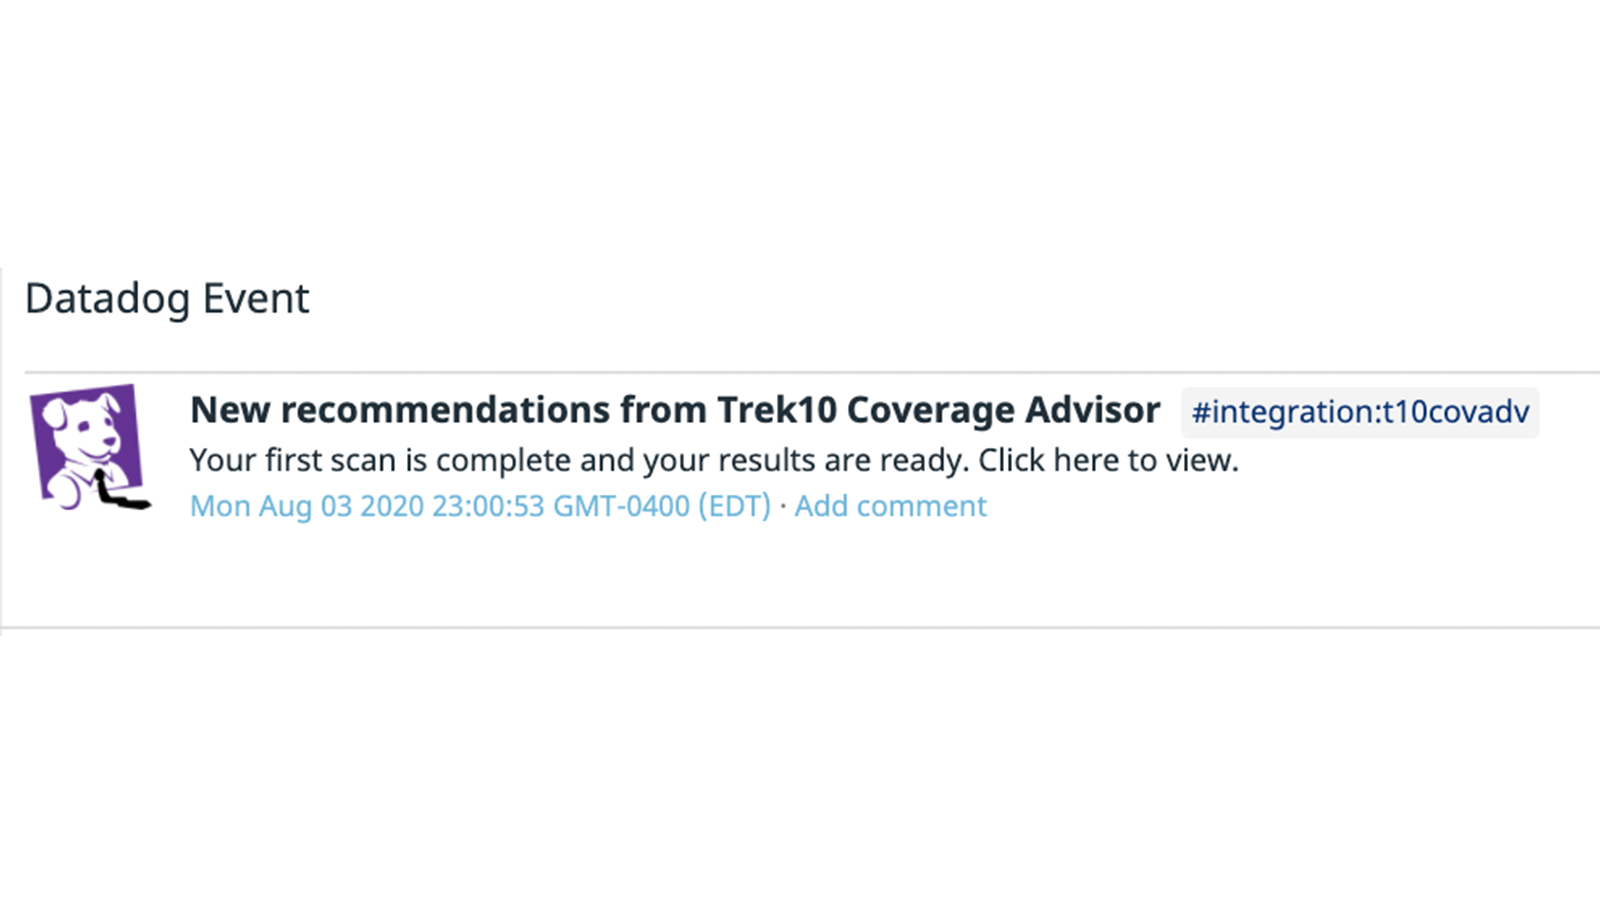 Datadog Event
New recommendations from Trek10 Coverage Advisor #integration:t10covadv
Your first scan is complete and your results are ready. Click here to view.
Mon Aug 03 2020 23:00:53 GMT-0400 (EDT) · Add comment